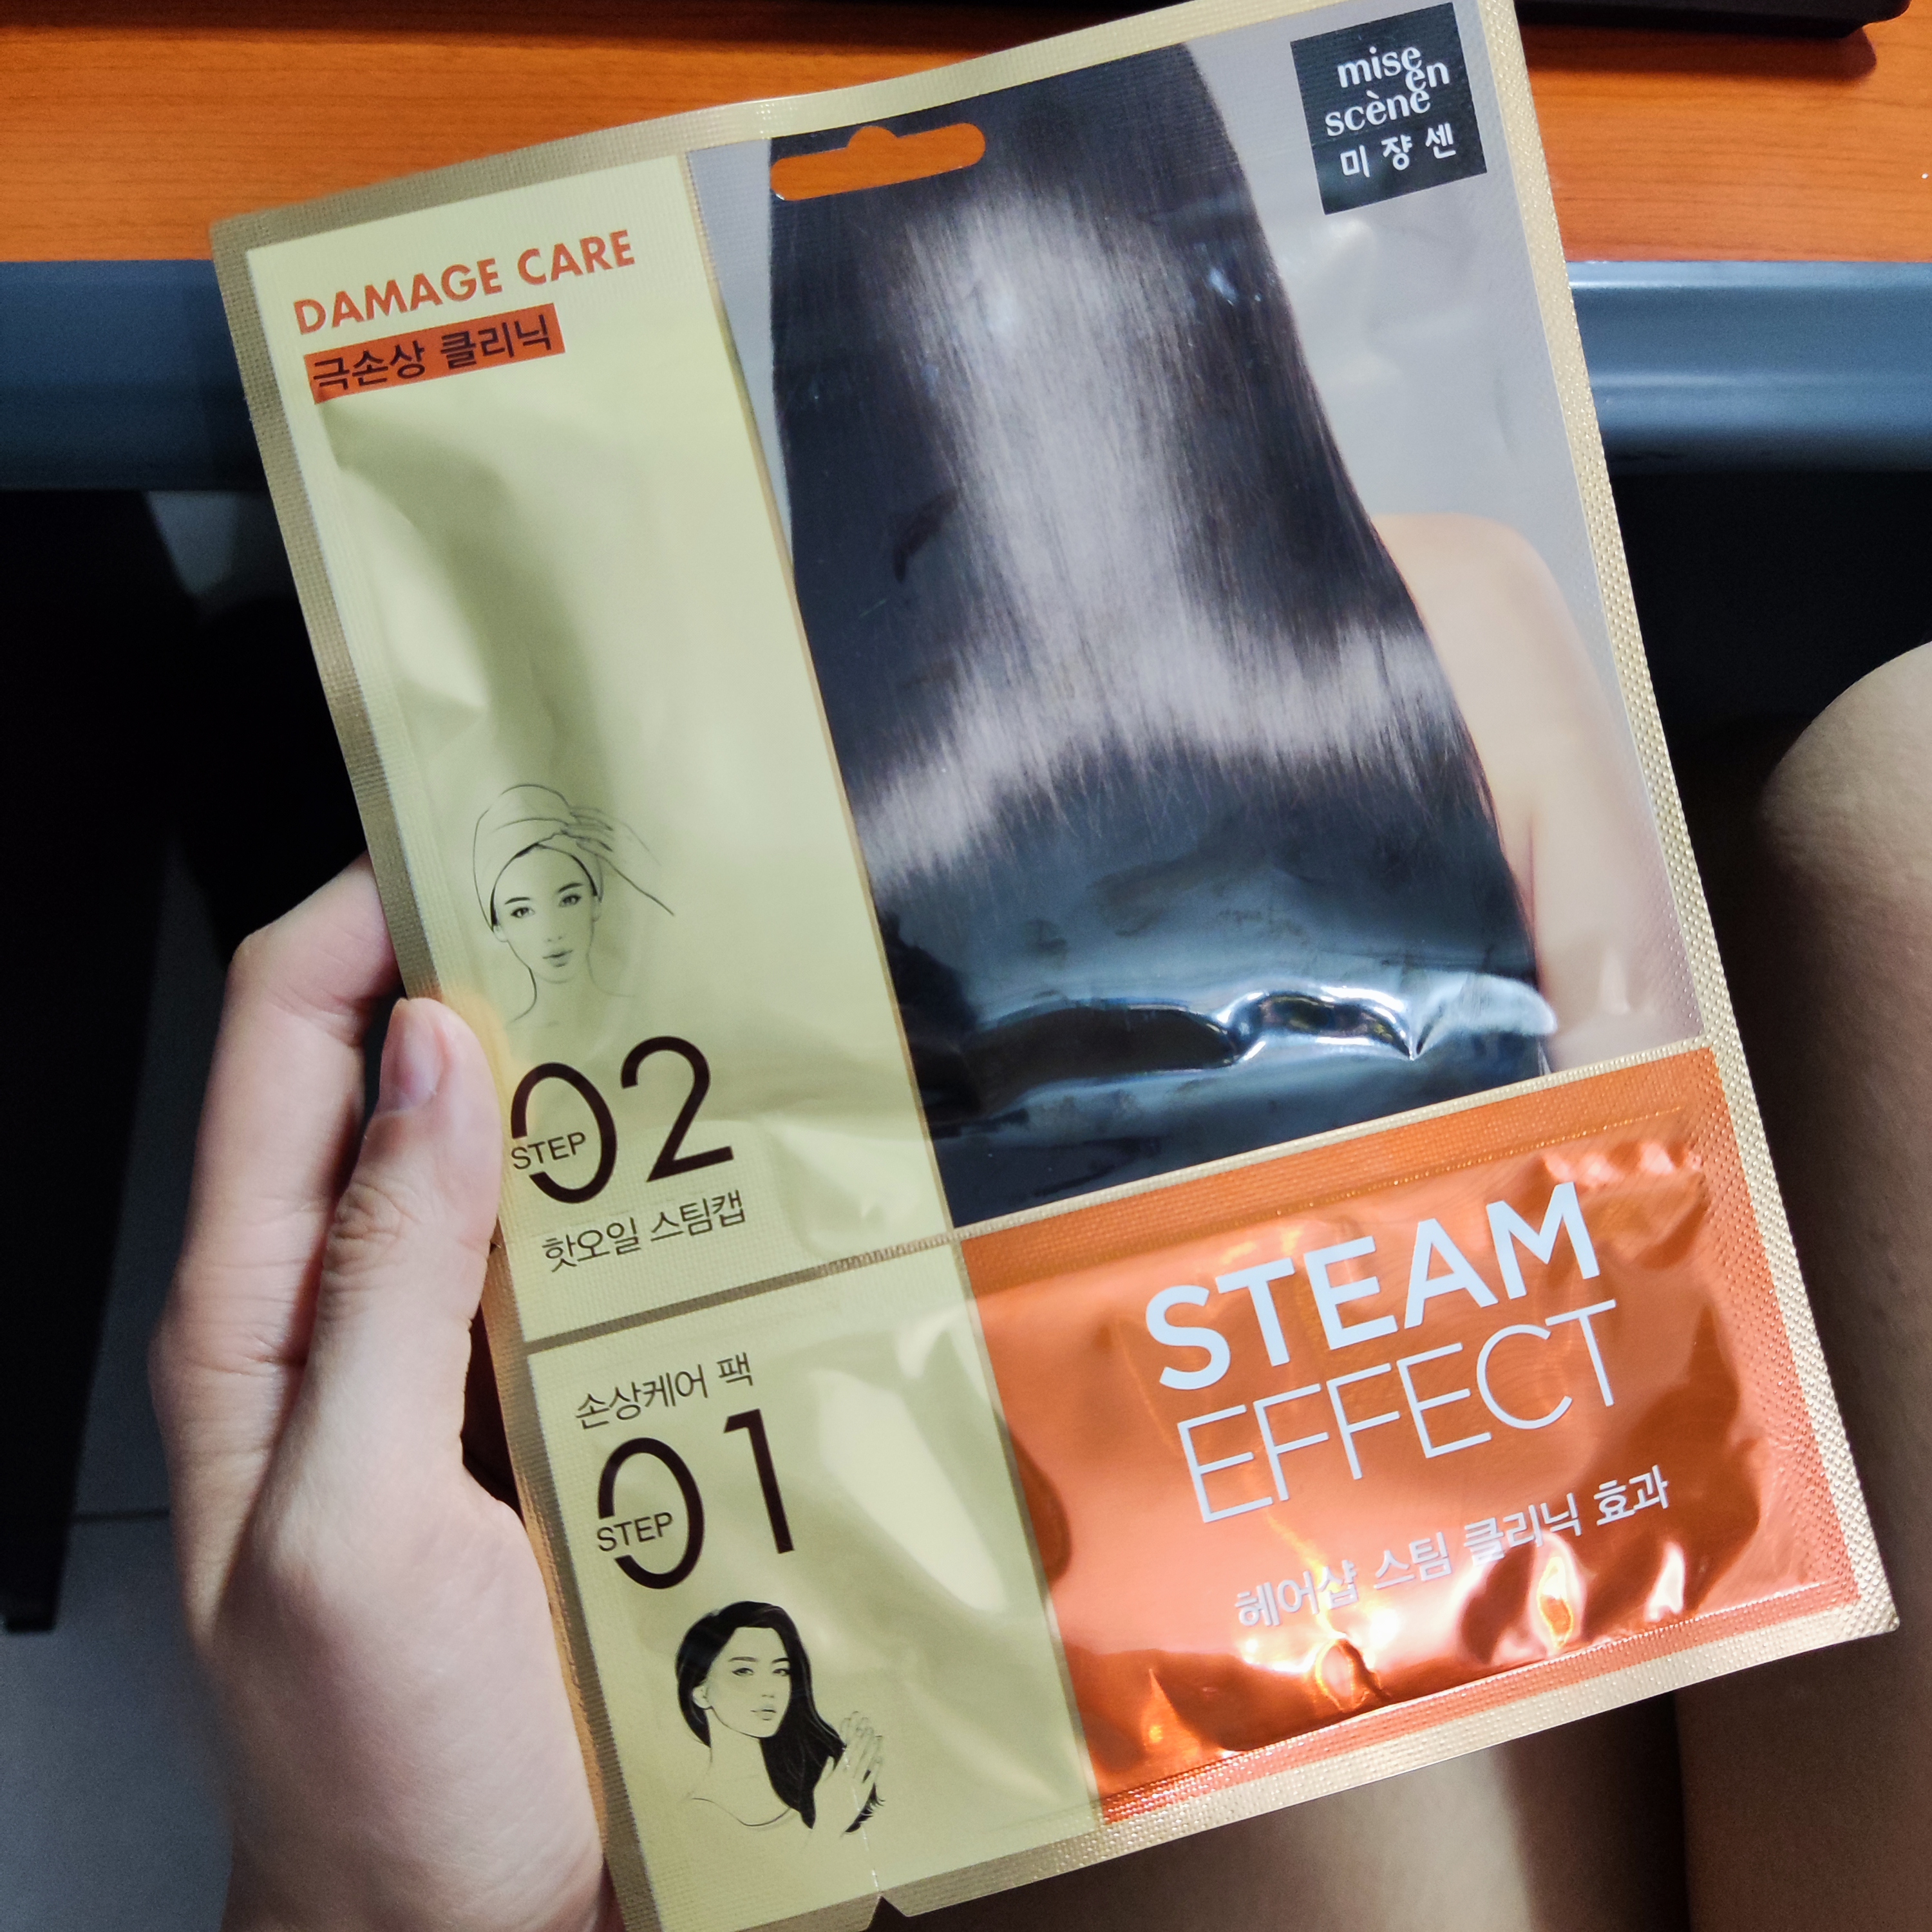 mise
en
scène
미쟝센
DAMAGE CARE
극손상 클리닉
STEP
02
핫오일 스팀캡
손상케어 팩
STEP
01
STEAM
EFFECT
헤어샵 스팀 클리닉 효과